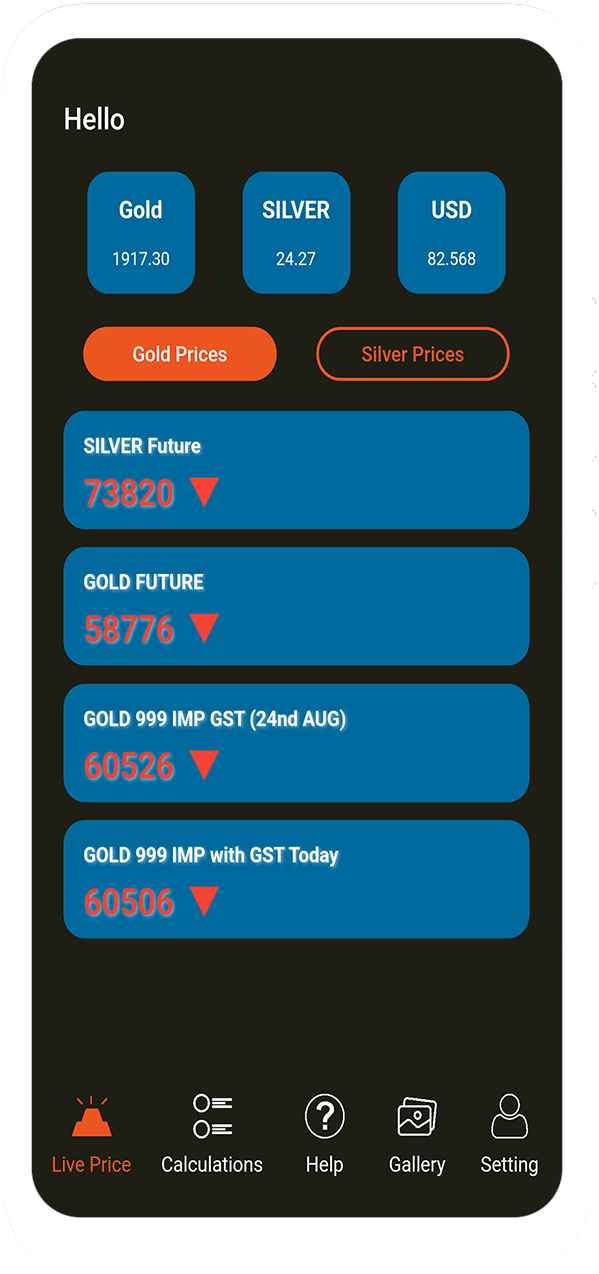 Hello
Gold SILVER USD
1917.30 24.27 82.568
Gold Prices Silver Prices
SILVER Future
73820
GOLD FUTURE
58776
GOLD 999 IMP GST (24nd AUG)
60526
GOLD 999 IMP with GST Today
60506
Live Price Calculations Help Gallery Setting